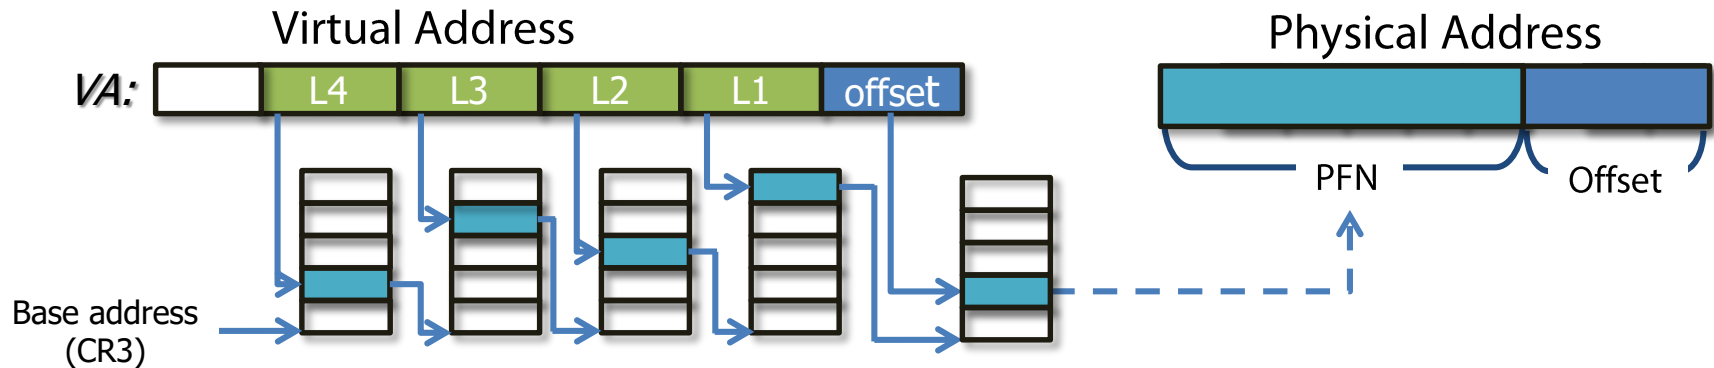 Virtual Address
Physical Address
VA: L4 L3 L2 L1 offset
PFN
Offset
Base address
(CR3)